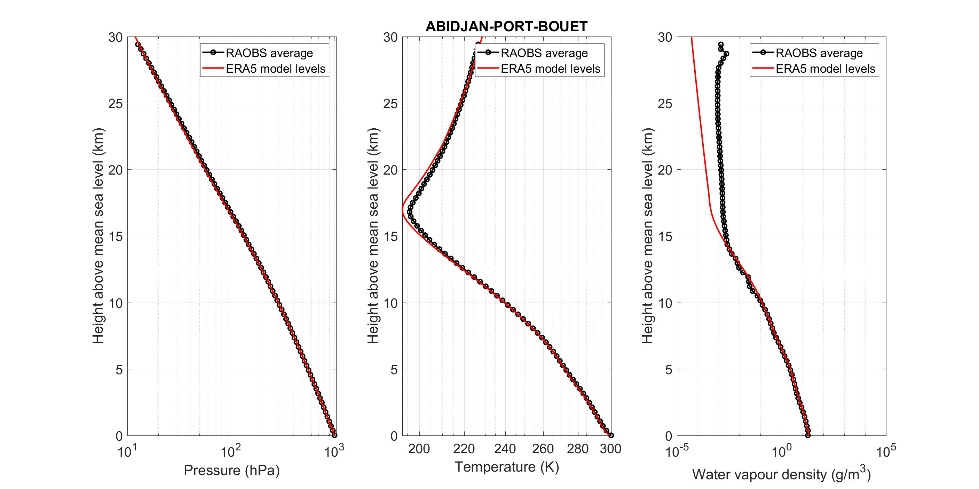 ABIDJAN-PORT-BOUET
30
25
20
15
10
5
0
Height above mean sea level (km)
RAOBS average
ERA5 model levels
10^1
10^2
10^3
Pressure (hPa)
30
25
20
15
10
5
0
Height above mean sea level (km)
RAOBS average
ERA5 model levels
200
220
240
260
280
300
Temperature (K)
30
25
20
15
10
5
0
Height above mean sea level (km)
RAOBS average
ERA5 model levels
10^-5
10^0
10^5
Water vapour density (g/m^3)